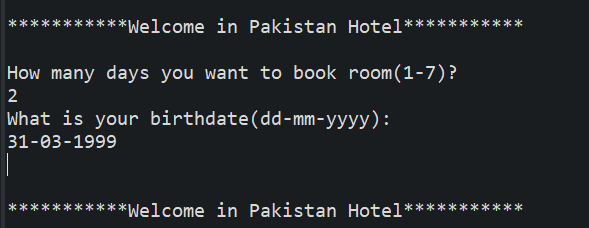 ***********Welcome in Pakistan Hotel***********
How many days you want to book room(1-7)?
2
What is your birthdate(dd-mm-yyyy):
31-03-1999
***********Welcome in Pakistan Hotel***********